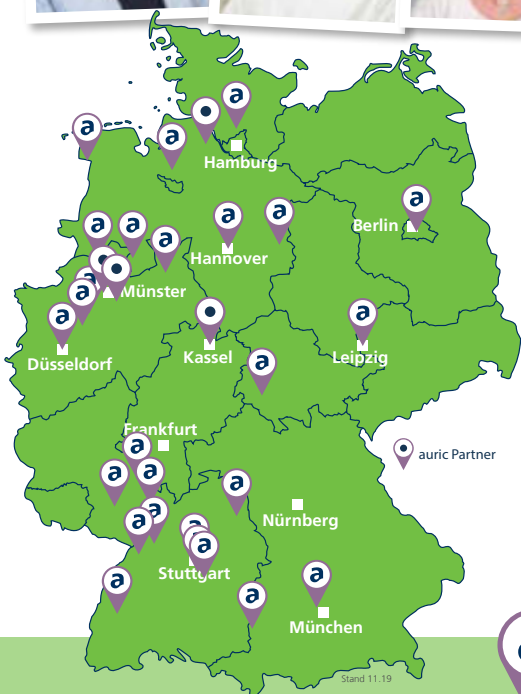 a
a
a
Hamburg
a
Berlin
a
a
a
a
a
Hannover
Münster
a
a
a
Düsseldorf
Kassel
a
Leipzig
a
Frankfurt
a
auric Partner
a
a
a
Nürnberg
a
a
a
a
Stuttgart
a
a
a
München
Stand 11.19